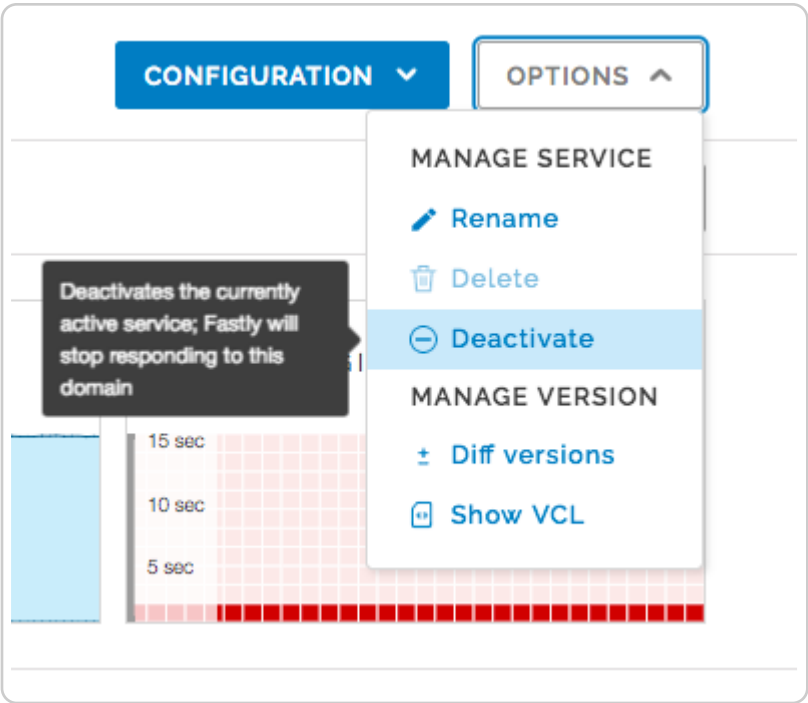 CONFIGURATION
OPTIONS
MANAGE SERVICE
Rename
Delete
Deactivate
Deactivates the currently
active service; Fastly will
stop responding to this
domain
MANAGE VERSION
Diff versions
Show VCL
15 sec
10 sec
5 sec